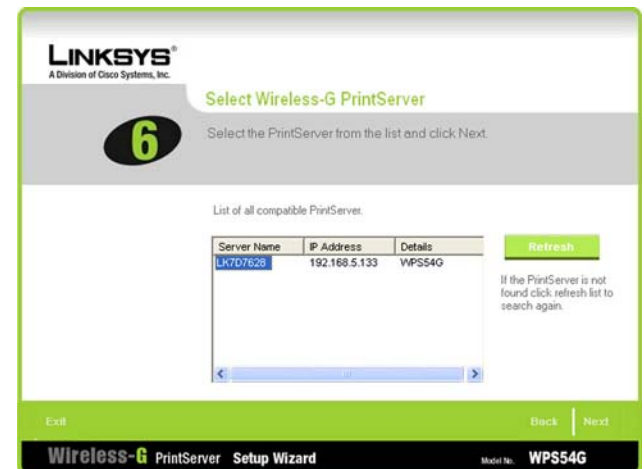 LINKSYS®
A Division of Cisco Systems, Inc.
Select Wireless-G PrintServer
6
Select the PrintServer from the list and click Next.
List of all compatible PrintServer.
Server Name IP Address Details
LK7D7628 192.168.5.133 WPS54G
Refresh
If the PrintServer is not
found click refresh list to
search again.
Exit Back Next
Wireless-G PrintServer Setup Wizard Model No. WPS54G